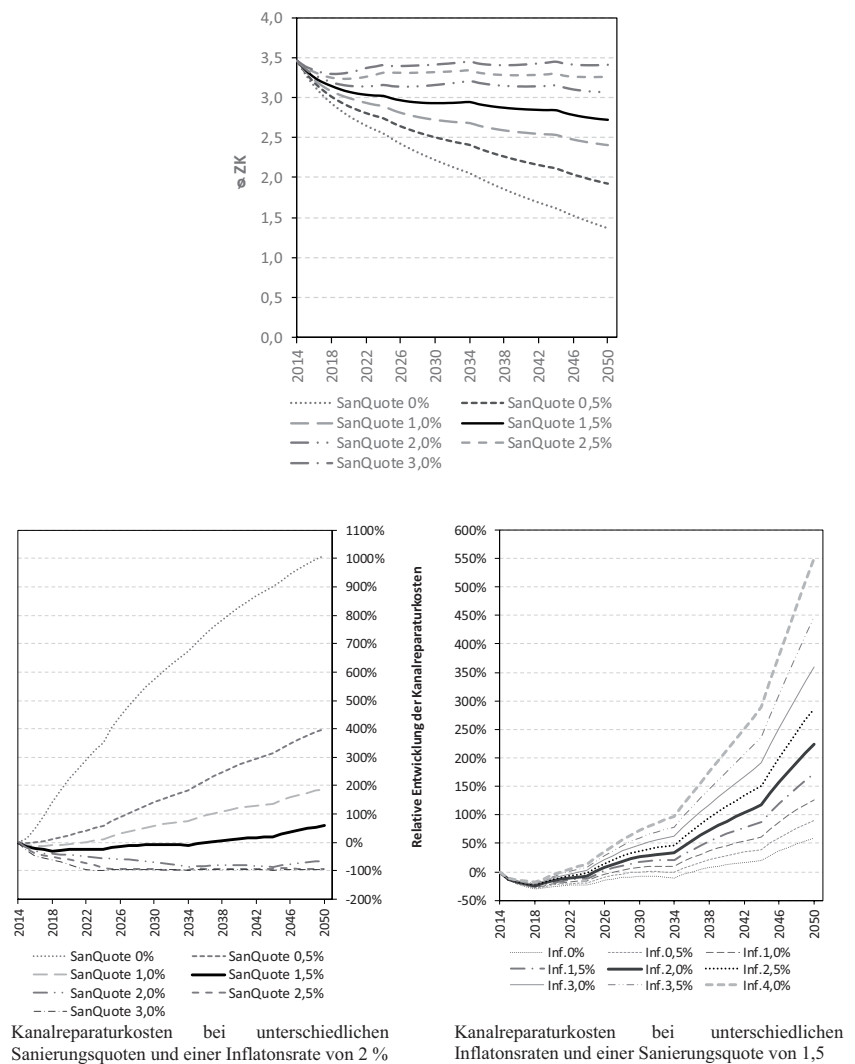 4,0
3,5
3,0
2,5
2,0
1,5
1,0
0,5
0,0
ø ZK
2014 2018 2022 2026 2030 2034 2038 2042 2046 2050
SanQuote 0% SanQuote 0,5%
SanQuote 1,0% SanQuote 1,5%
SanQuote 2,0% SanQuote 2,5%
SanQuote 3,0%
1100%
1000%
900%
800%
700%
600%
500%
400%
300%
200%
100%
0%
-100%
-200%
2014 2018 2022 2026 2030 2034 2038 2042 2046 2050
SanQuote 0% SanQuote 0,5%
SanQuote 1,0% SanQuote 1,5%
SanQuote 2,0% SanQuote 2,5%
SanQuote 3,0%
Kanalreparaturkosten bei unterschiedlichen
Sanierungsquoten und einer Inflatonsrate von 2 %
Relative Entwicklung der Kanalreparaturkosten
600%
550%
500%
450%
400%
350%
300%
250%
200%
150%
100%
50%
0%
-50%
2014 2018 2022 2026 2030 2034 2038 2042 2046 2050
Inf.0% Inf.0,5% Inf.1,0%
Inf.1,5% Inf.2,0% Inf.2,5%
Inf.3,0% Inf.3,5% Inf.4,0%
Kanalreparaturkosten bei unterschiedlichen
Inflatonsraten und einer Sanierungsquote von 1,5